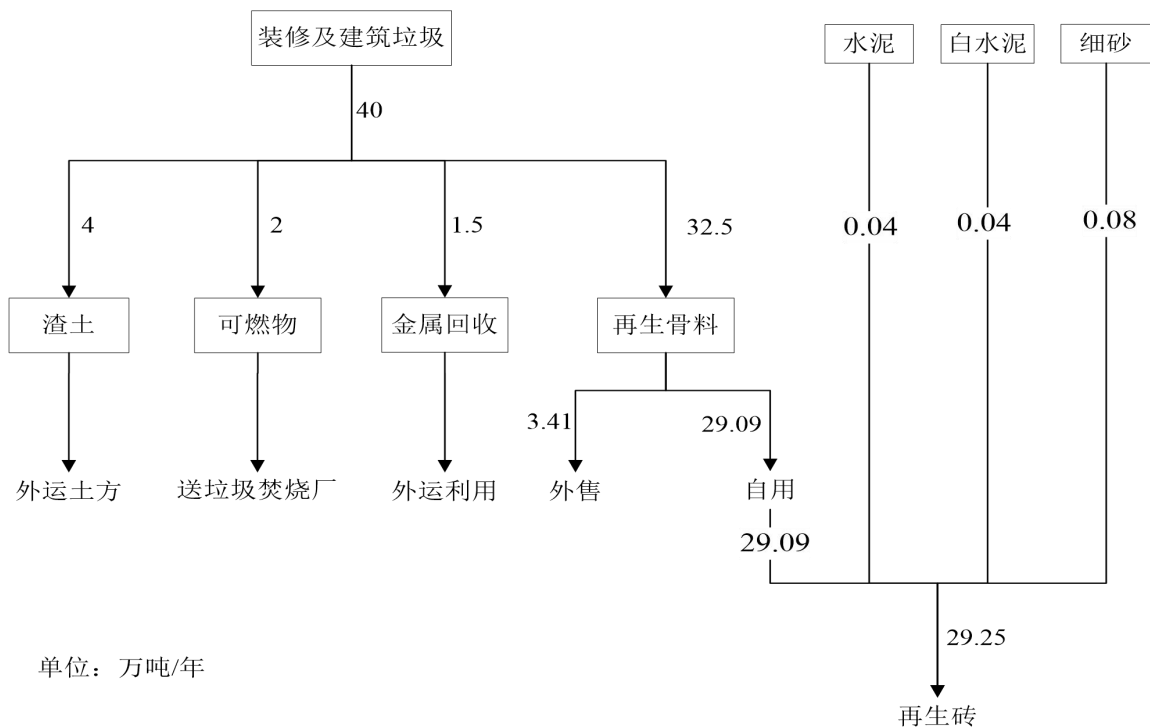 装修及建筑垃圾
水泥
白水泥
细砂
40
4
2
1.5
32.5
0.04
0.04
0.08
渣土
可燃物
金属回收
再生骨料
3.41
29.09
外运土方
送垃圾焚烧厂
外运利用
外售
自用
29.09
29.25
单位：万吨/年
再生砖